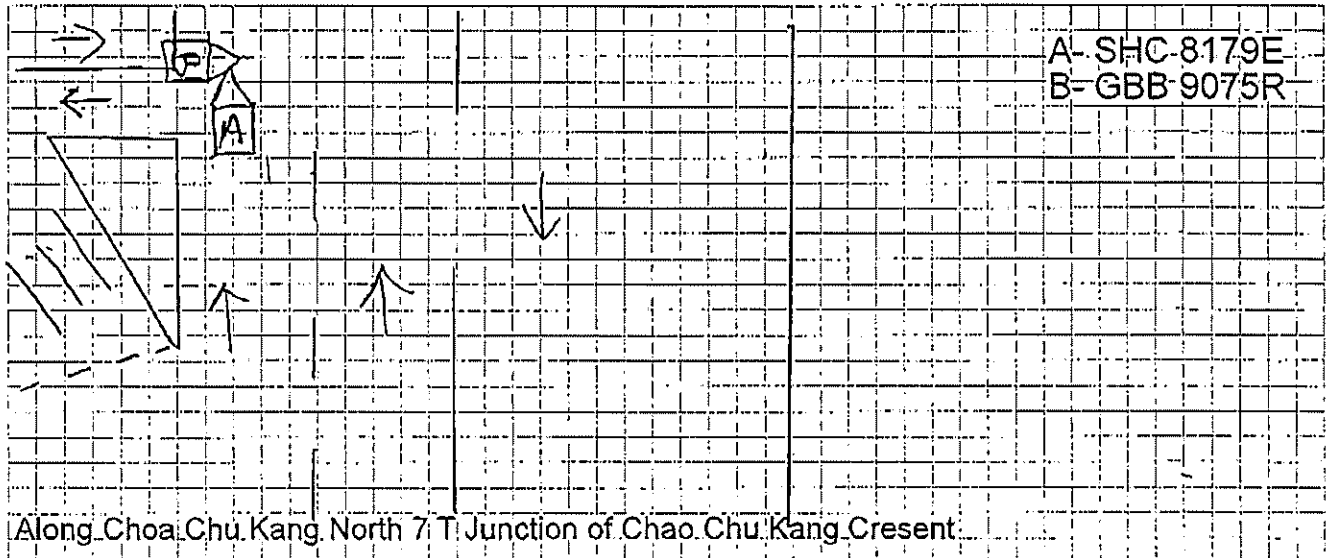 A- SHC 8179E
B- GBB 9075R
B
A
Along Choa Chu Kang North 7 T Junction of Chao Chu Kang Cresent